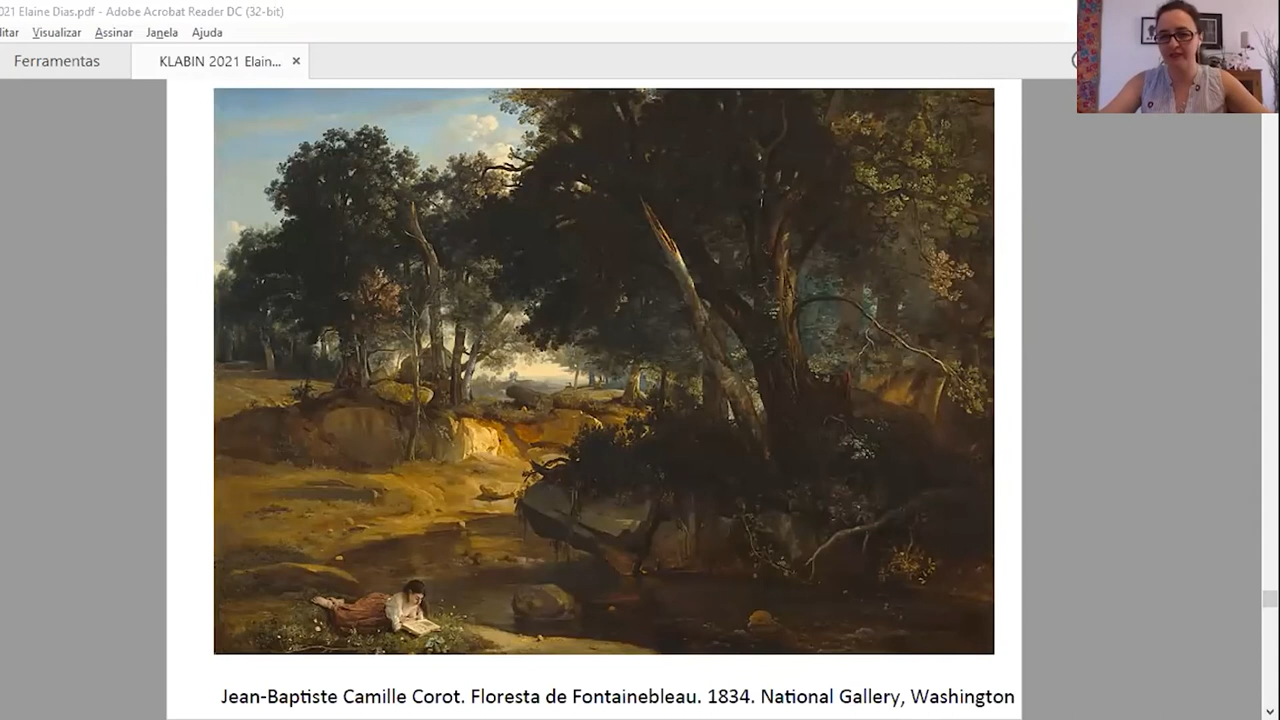 021 Elaine Dias.pdf - Adobe Acrobat Reader DC (32-bit)
itar Visualizar Assinar Janela Ajuda
Ferramentas KLABIN 2021 Elain... ×
Jean-Baptiste Camille Corot. Floresta de Fontainebleau. 1834. National Gallery, Washington